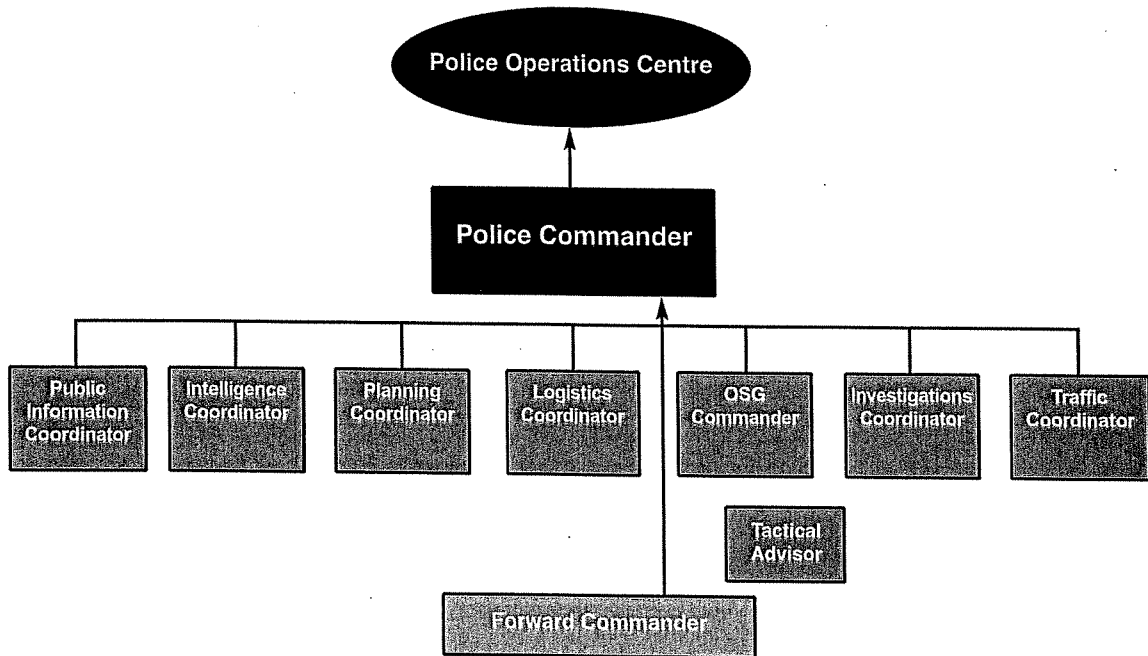 Police Operations Centre
Police Commander
Public
Information
Coordinator
Intelligence
Coordinator
Planning
Coordinator
Logistics
Coordinator
OSG
Commander
Investigations
Coordinator
Traffic
Coordinator
Tactical
Advisor
Forward Commander